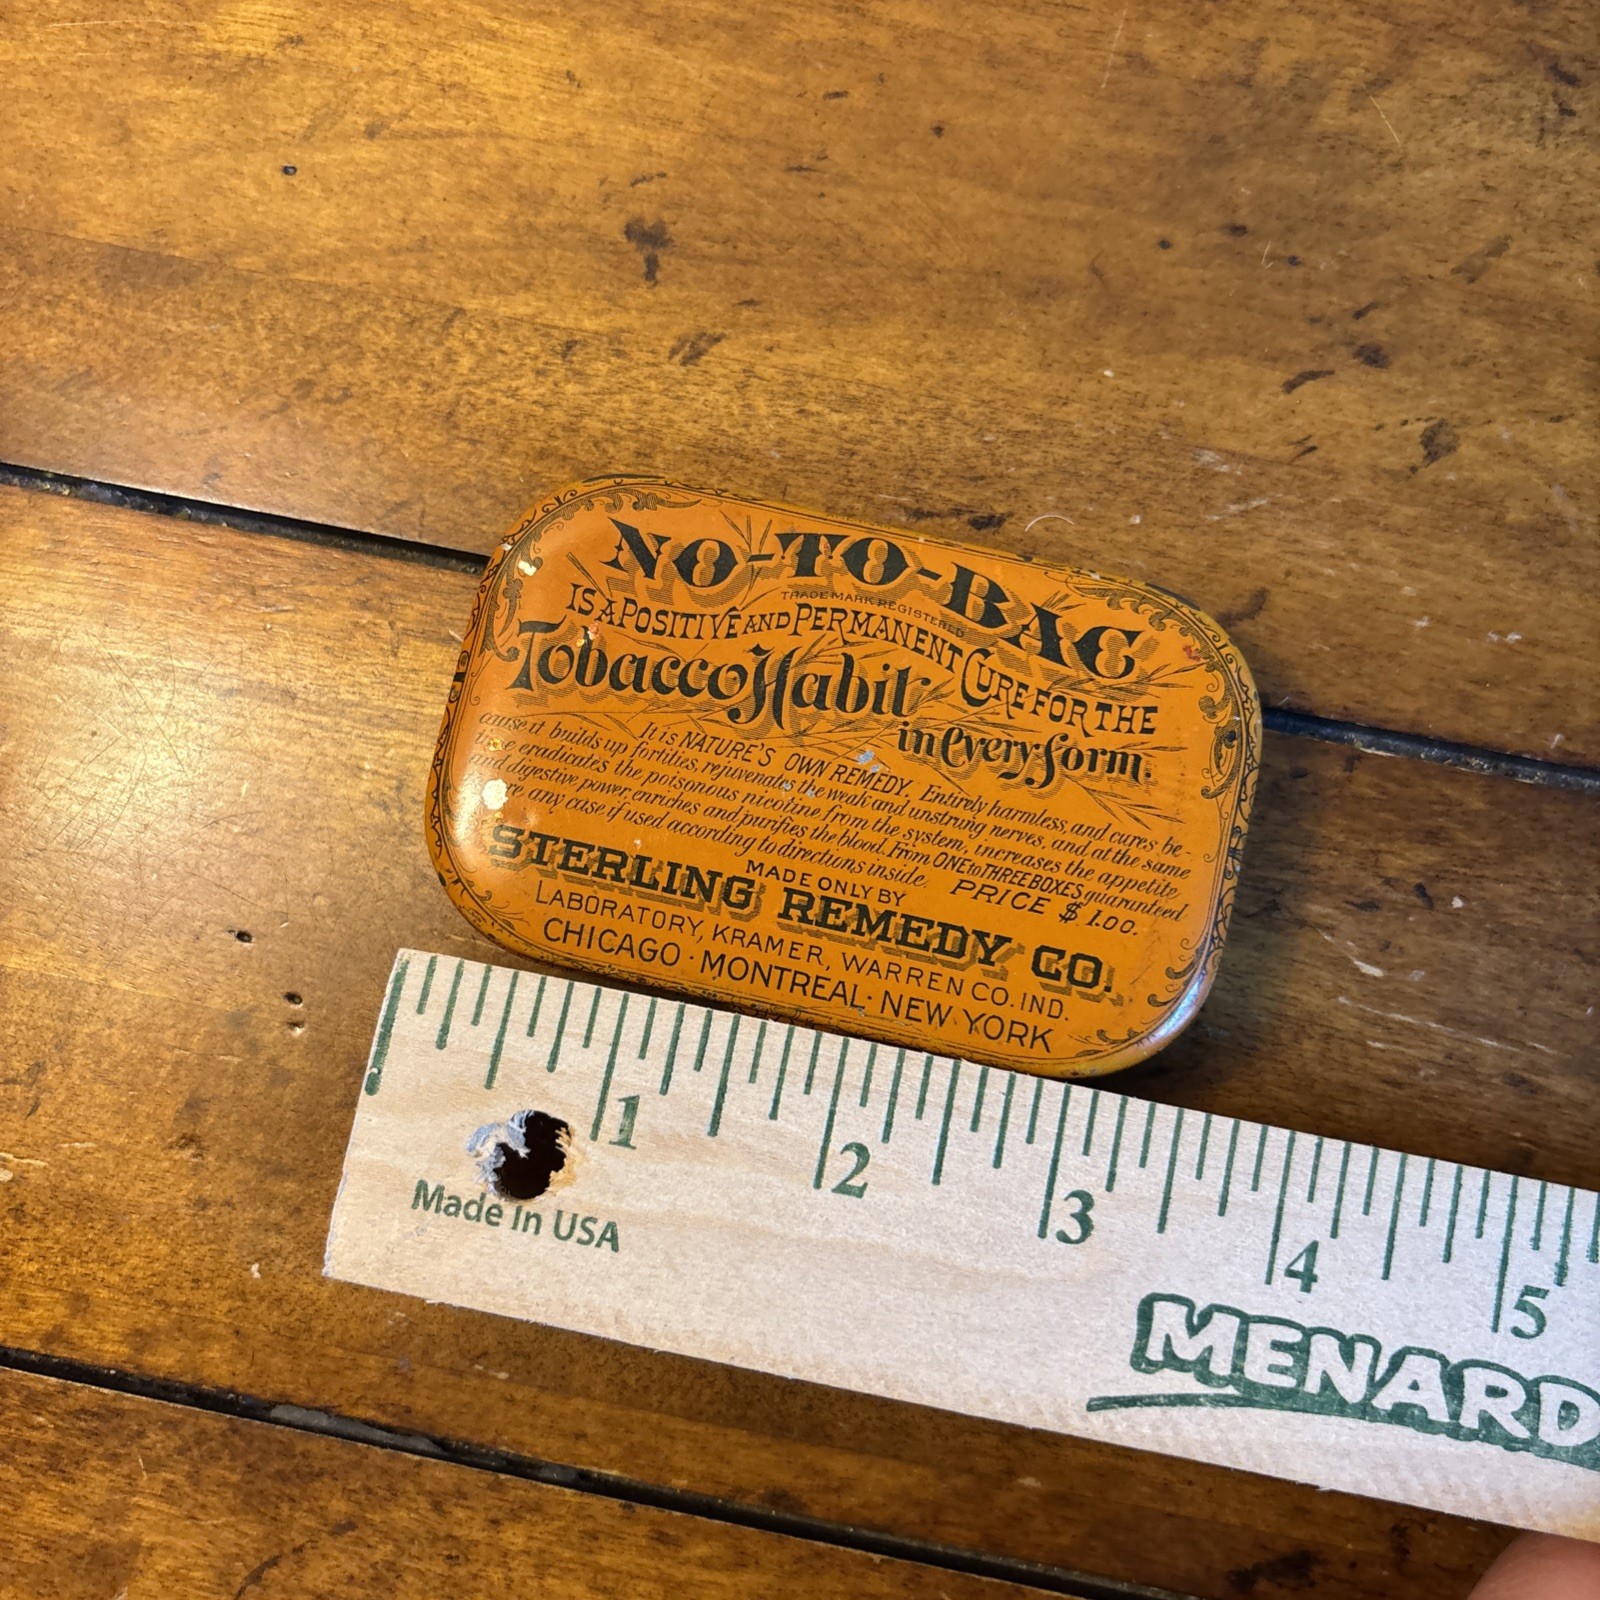 NO-TO-BAC
TRADE MARK REGISTERED
IS A POSITIVE AND PERMANENT CURE FOR THE
Tobacco Habit
in every form.
It is NATURE'S OWN REMEDY. Entirely harmless, and cures be-
cause it builds up fortifies, rejuvenates the weak and unstrung nerves, and at the same
time eradicates the poisonous nicotine from the system, increases the appetite
and digestive power, enriches and purifies the blood. From ONE to THREE BOXES guaranteed
any case if used according to directions inside. PRICE $1.00.
MADE ONLY BY
STERLING REMEDY CO.
LABORATORY, KRAMER, WARREN CO. IND.
CHICAGO · MONTREAL · NEW YORK
1 2 3 4 5
Made in USA
MENARD